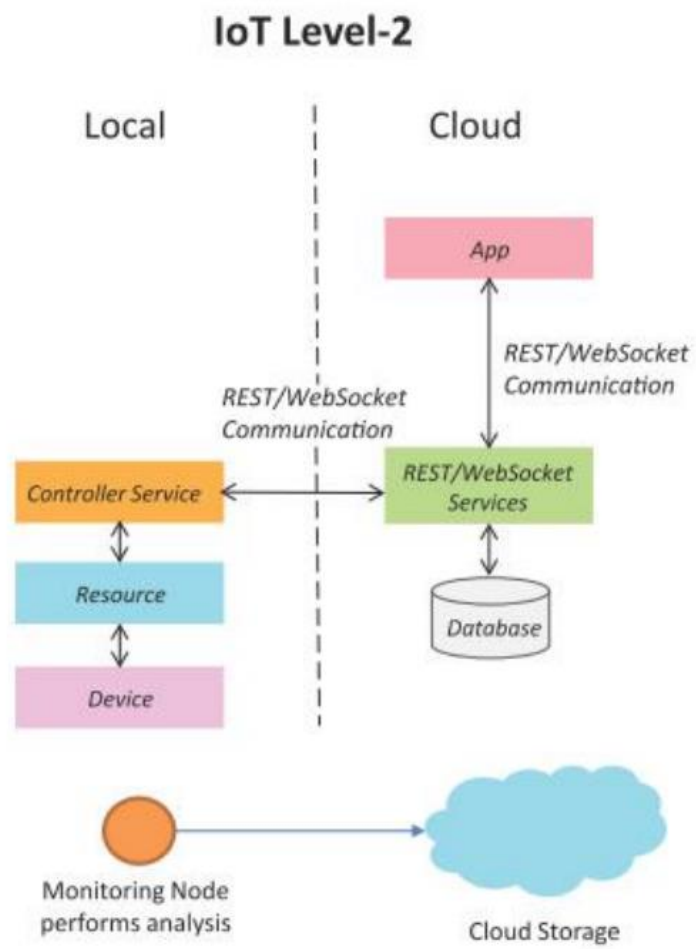 IoT Level-2
Local
Cloud
App
REST/WebSocket
Communication
REST/WebSocket
Communication
Controller Service
REST/WebSocket
Services
Resource
Database
Device
Monitoring Node
performs analysis
Cloud Storage